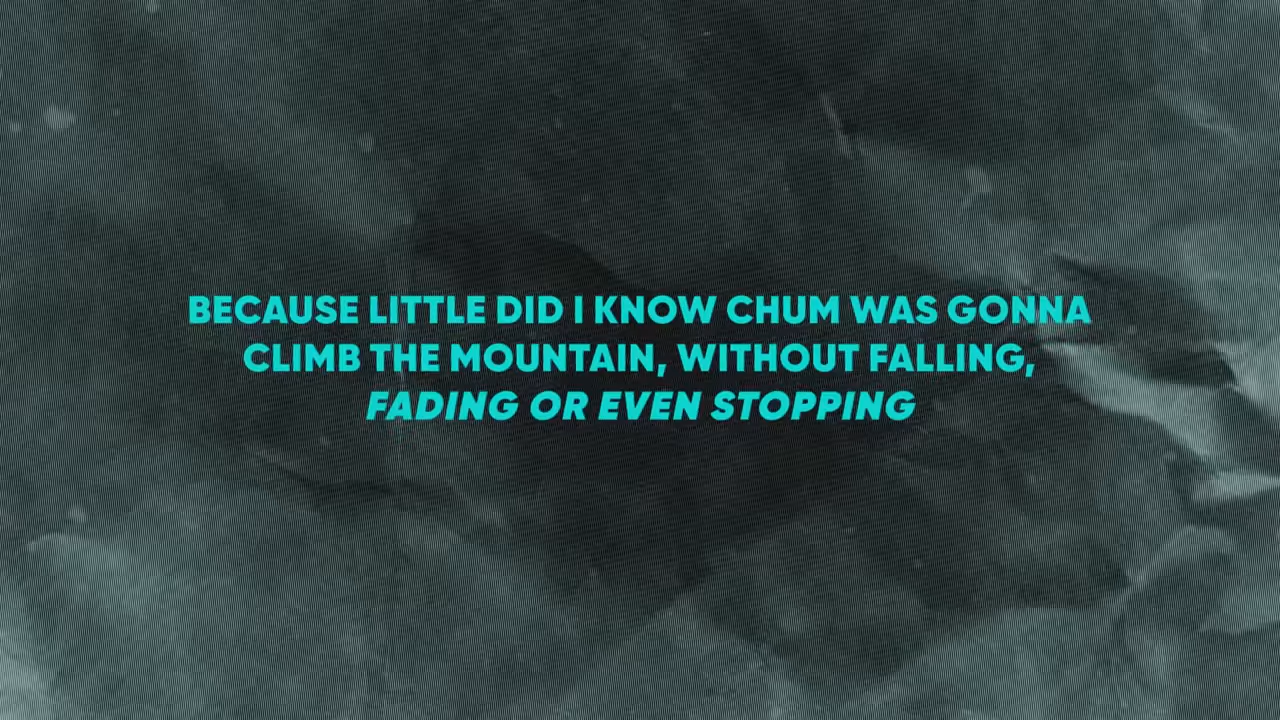 BECAUSE LITTLE DID I KNOW CHUM WAS GONNA
CLIMB THE MOUNTAIN, WITHOUT FALLING,
FADING OR EVEN STOPPING